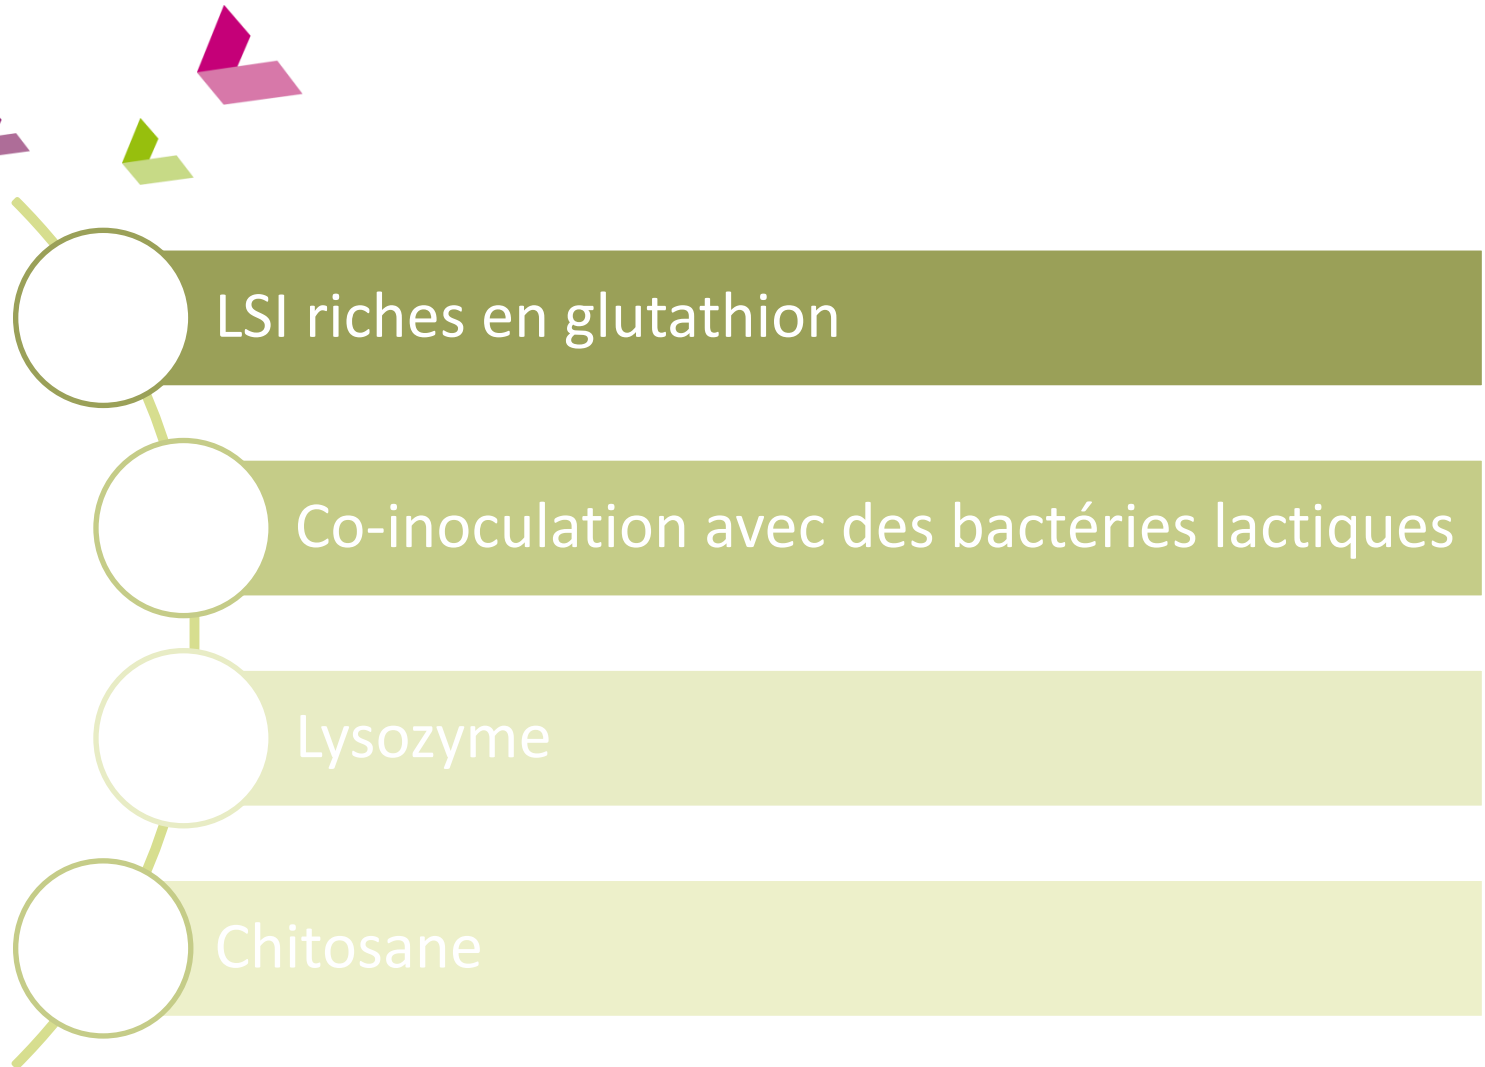 LSI riches en glutathion
Co-inoculation avec des bactéries lactiques
Lysozyme
Chitosane